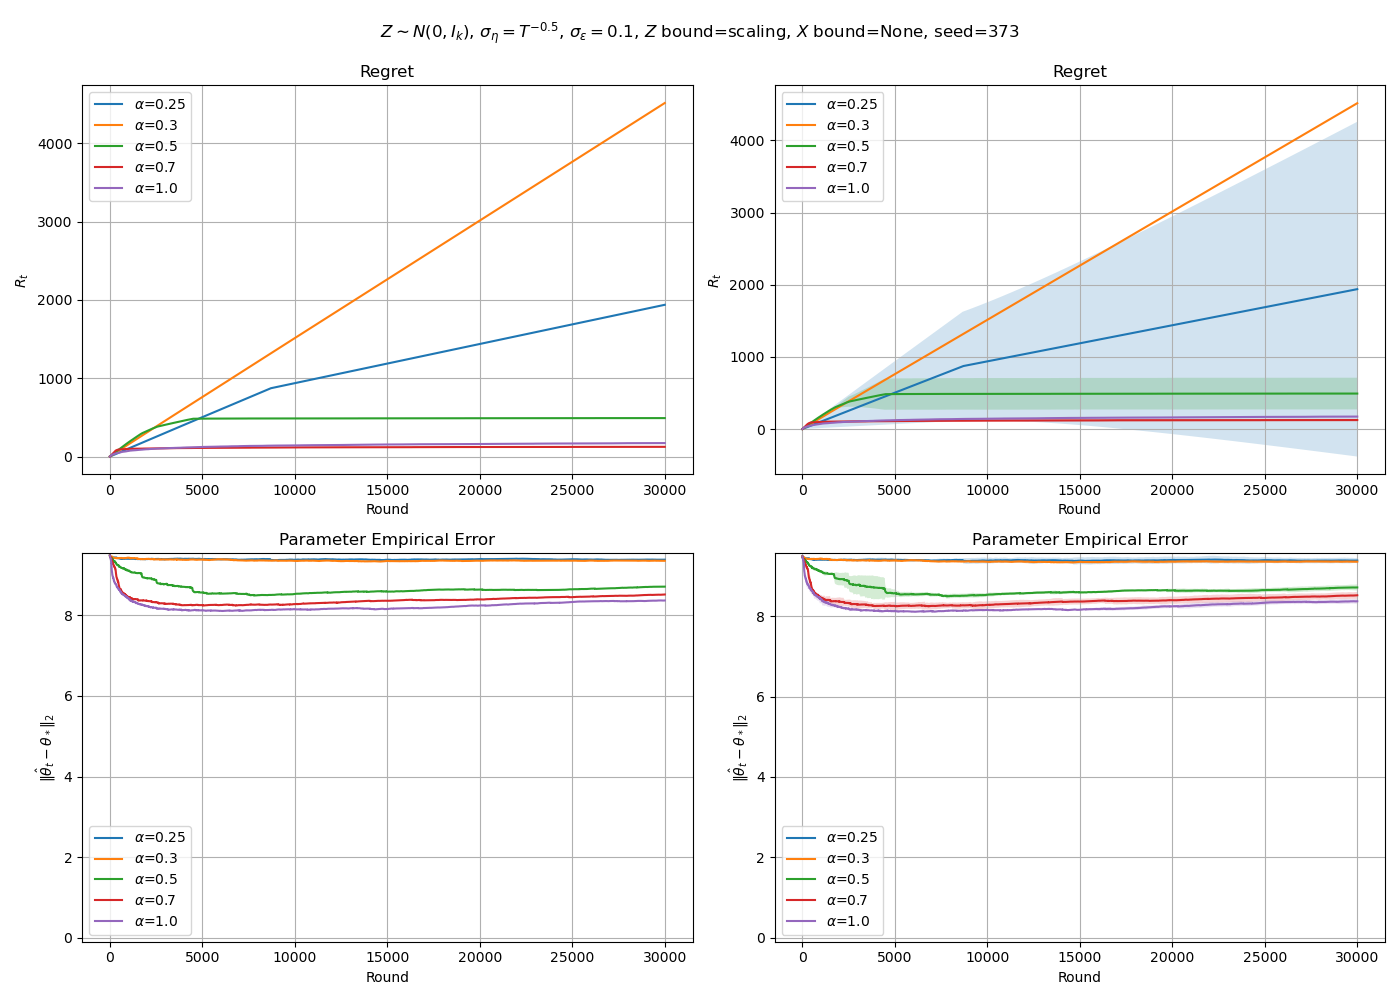 Z ∼ N(0, I_k), σ_η = T^{−0.5}, σ_ε = 0.1, Z bound=scaling, X bound=None, seed=373
Regret
α=0.25
α=0.3
α=0.5
α=0.7
α=1.0
4000
3000
2000
1000
0
R_t
0 5000 10000 15000 20000 25000 30000
Round
Regret
α=0.25
α=0.3
α=0.5
α=0.7
α=1.0
4000
3000
2000
1000
0
R_t
0 5000 10000 15000 20000 25000 30000
Round
Parameter Empirical Error
8
6
4
2
0
‖θ̂_t − θ_*‖_2
α=0.25
α=0.3
α=0.5
α=0.7
α=1.0
0 5000 10000 15000 20000 25000 30000
Round
Parameter Empirical Error
8
6
4
2
0
‖θ̂_t − θ_*‖_2
α=0.25
α=0.3
α=0.5
α=0.7
α=1.0
0 5000 10000 15000 20000 25000 30000
Round